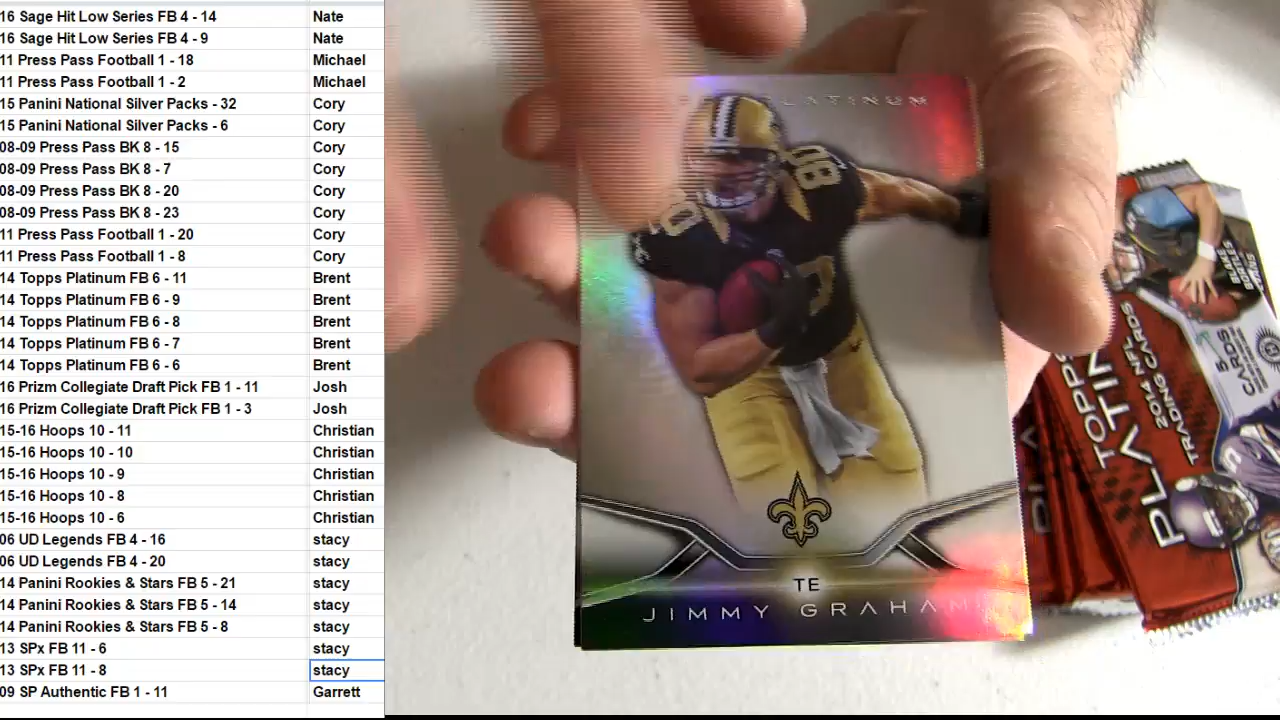 16 Sage Hit Low Series FB 4 - 14 Nate
16 Sage Hit Low Series FB 4 - 9 Nate
11 Press Pass Football 1 - 18 Michael
11 Press Pass Football 1 - 2 Michael
15 Panini National Silver Packs - 32 Cory
15 Panini National Silver Packs - 6 Cory
08-09 Press Pass BK 8 - 15 Cory
08-09 Press Pass BK 8 - 7 Cory
08-09 Press Pass BK 8 - 20 Cory
08-09 Press Pass BK 8 - 23 Cory
11 Press Pass Football 1 - 20 Cory
11 Press Pass Football 1 - 8 Cory
14 Topps Platinum FB 6 - 11 Brent
14 Topps Platinum FB 6 - 9 Brent
14 Topps Platinum FB 6 - 8 Brent
14 Topps Platinum FB 6 - 7 Brent
14 Topps Platinum FB 6 - 6 Brent
16 Prizm Collegiate Draft Pick FB 1 - 11 Josh
16 Prizm Collegiate Draft Pick FB 1 - 3 Josh
15-16 Hoops 10 - 11 Christian
15-16 Hoops 10 - 10 Christian
15-16 Hoops 10 - 9 Christian
15-16 Hoops 10 - 8 Christian
15-16 Hoops 10 - 6 Christian
06 UD Legends FB 4 - 16 stacy
06 UD Legends FB 4 - 20 stacy
14 Panini Rookies & Stars FB 5 - 21 stacy
14 Panini Rookies & Stars FB 5 - 14 stacy
14 Panini Rookies & Stars FB 5 - 8 stacy
13 SPx FB 11 - 6 stacy
13 SPx FB 11 - 8 stacy
09 SP Authentic FB 1 - 11 Garrett
PLATINUM
80
TE
JIMMY GRAHAM
TOPPS
PLATIN
2014 NFL
TRADING CARDS
5
CARDS